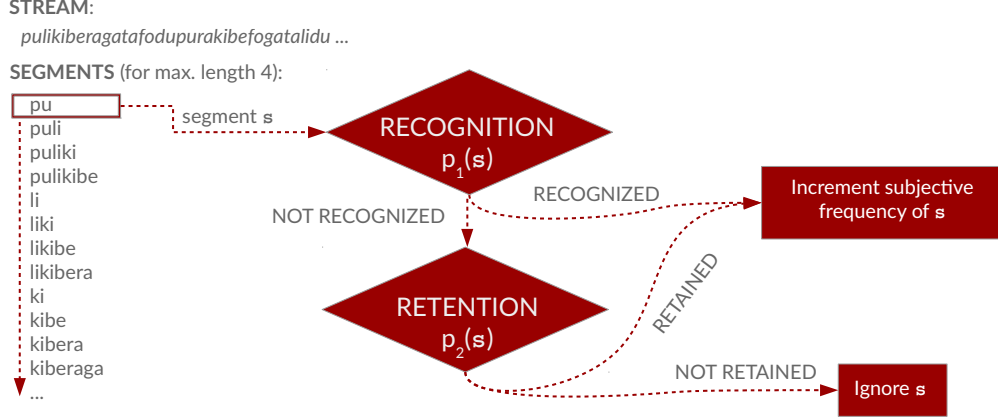 STREAM:
pulikiberagatafodupurakibefogatalidu ...
SEGMENTS (for max. length 4):
pu
puli
puliki
pulikibe
li
liki
likibe
likibera
ki
kibe
kibera
kiberaga
...
segment s
RECOGNITION
p1(s)
RECOGNIZED
NOT RECOGNIZED
Increment subjective
frequency of s
RETENTION
p2(s)
RETAINED
NOT RETAINED
Ignore s